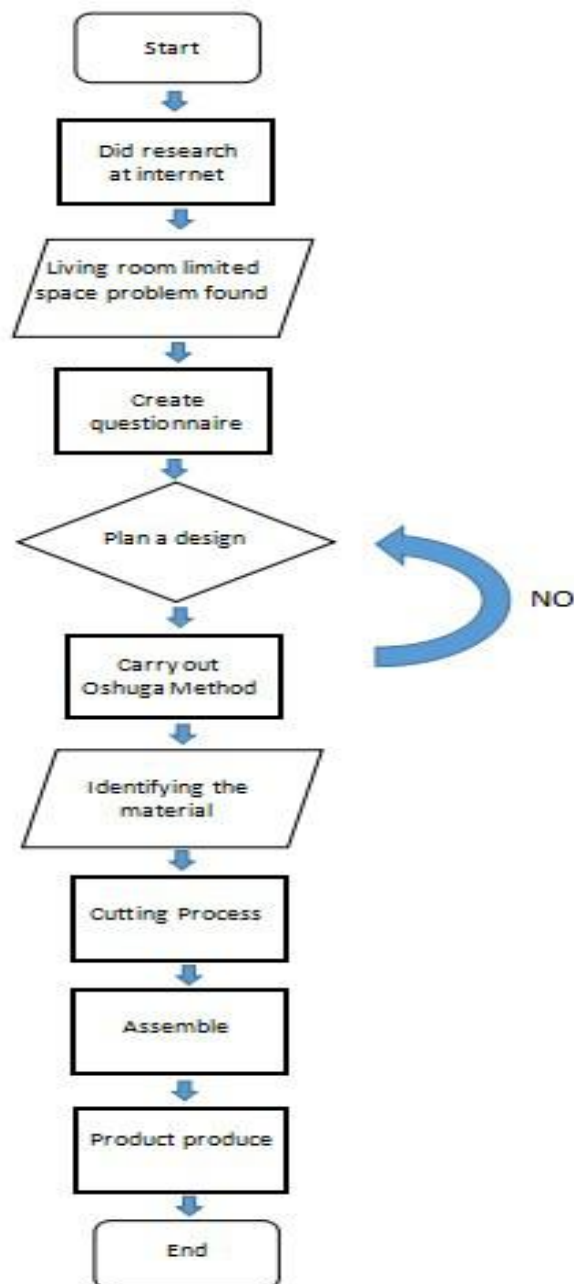 Start
Did research
at internet
Living room limited
space problem found
Create
questionnaire
Plan a design
NO
Carry out
Oshuga Method
Identifying the
material
Cutting Process
Assemble
Product produce
End